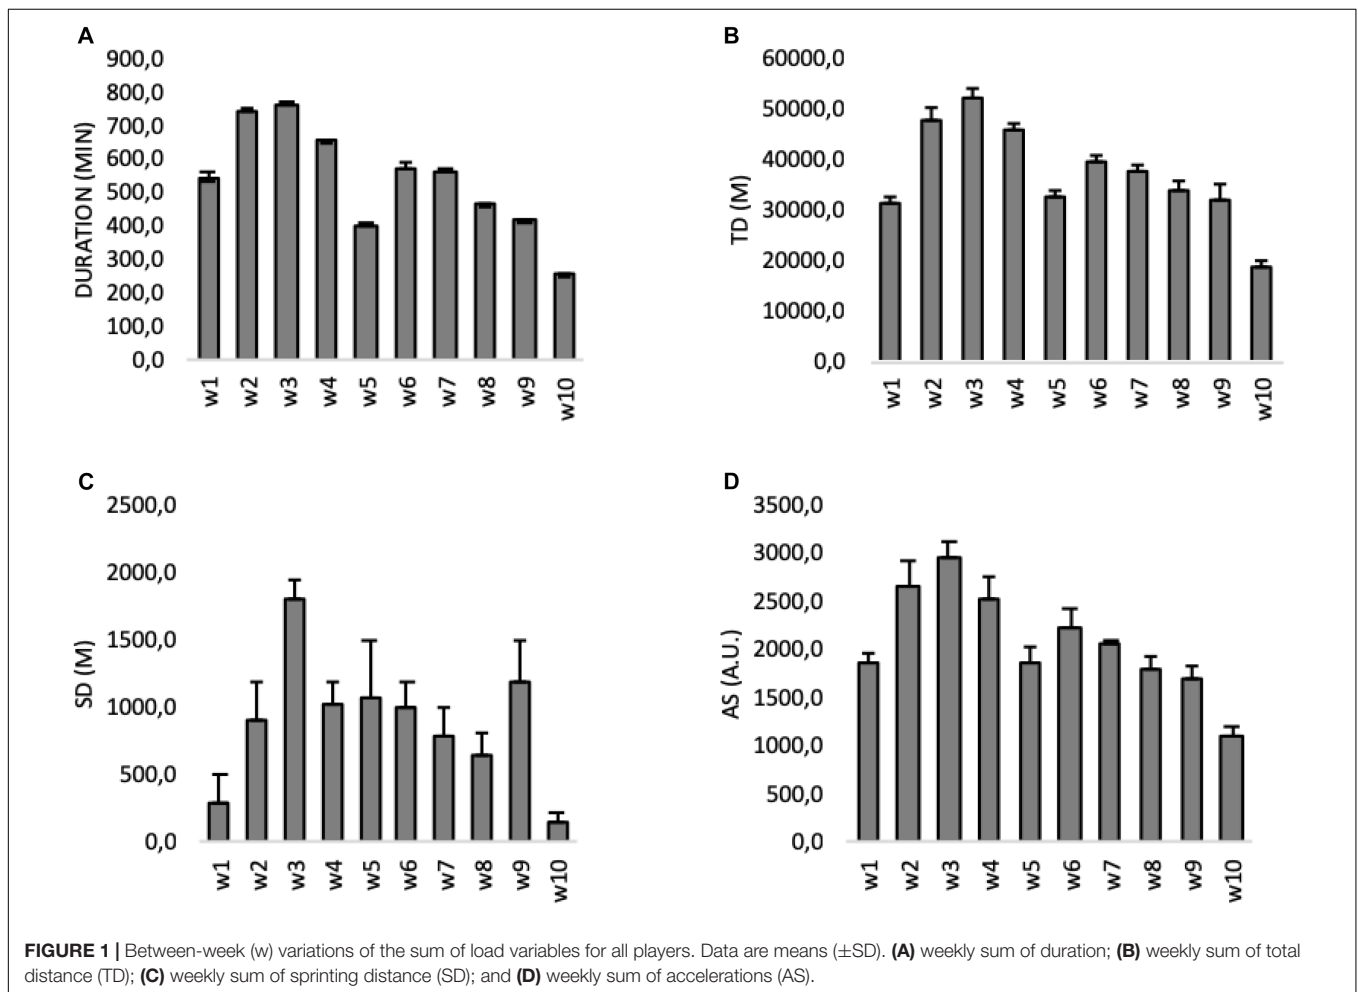 A
900,0
800,0
700,0
600,0
500,0
400,0
300,0
200,0
100,0
0,0
DURATION (MIN)
w1 w2 w3 w4 w5 w6 w7 w8 w9 w10
B
60000,0
50000,0
40000,0
30000,0
20000,0
10000,0
0,0
TD (M)
w1 w2 w3 w4 w5 w6 w7 w8 w9 w10
C
2500,0
2000,0
1500,0
1000,0
500,0
0,0
SD (M)
w1 w2 w3 w4 w5 w6 w7 w8 w9 w10
D
3500,0
3000,0
2500,0
2000,0
1500,0
1000,0
500,0
0,0
AS (A.U.)
w1 w2 w3 w4 w5 w6 w7 w8 w9 w10
FIGURE 1 | Between-week (w) variations of the sum of load variables for all players. Data are means (±SD). (A) weekly sum of duration; (B) weekly sum of total
distance (TD); (C) weekly sum of sprinting distance (SD); and (D) weekly sum of accelerations (AS).